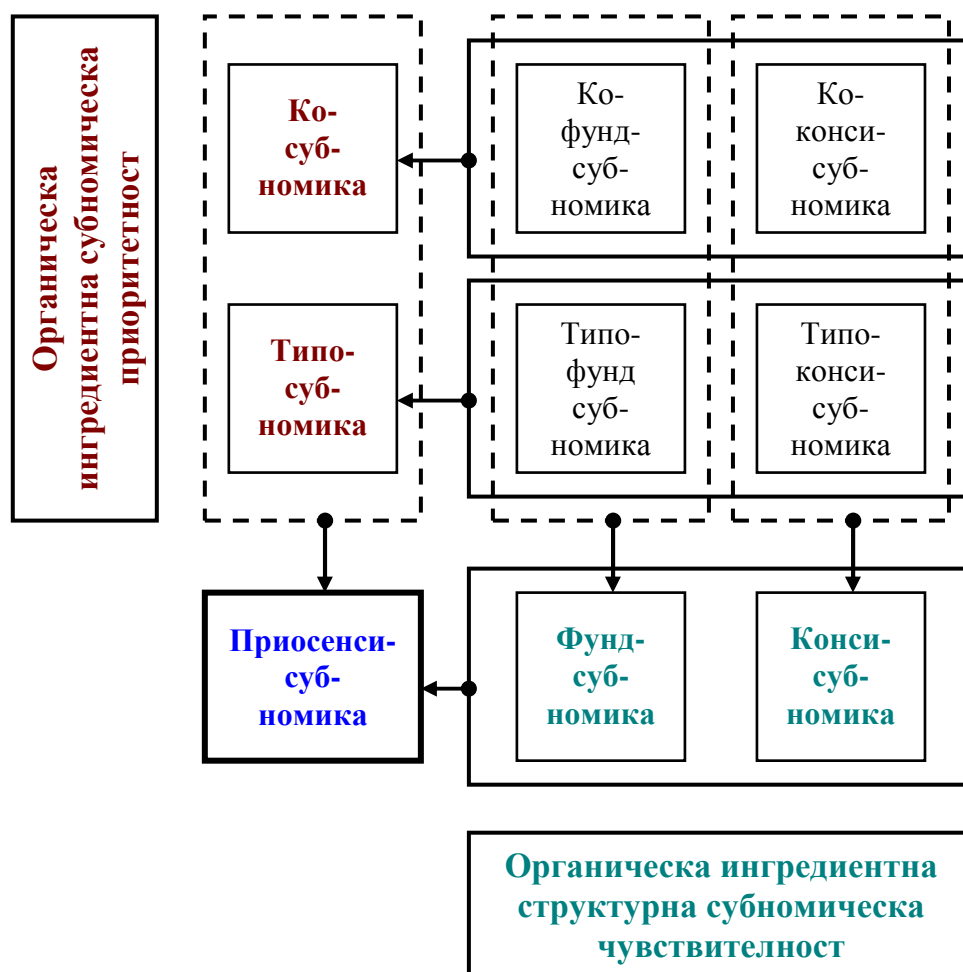 Органическа
ингредиентна субномическа
приоритетност
Ко-
суб-
номика
Ко-
фунд-
суб-
номика
Ко-
конси-
суб-
номика
Типо-
суб-
номика
Типо-
фунд
суб-
номика
Типо-
конси-
суб-
номика
Приосенси-
суб-
номика
Фунд-
суб-
номика
Конси-
суб-
номика
Органическа ингредиентна
структурна субномическа
чувствителност